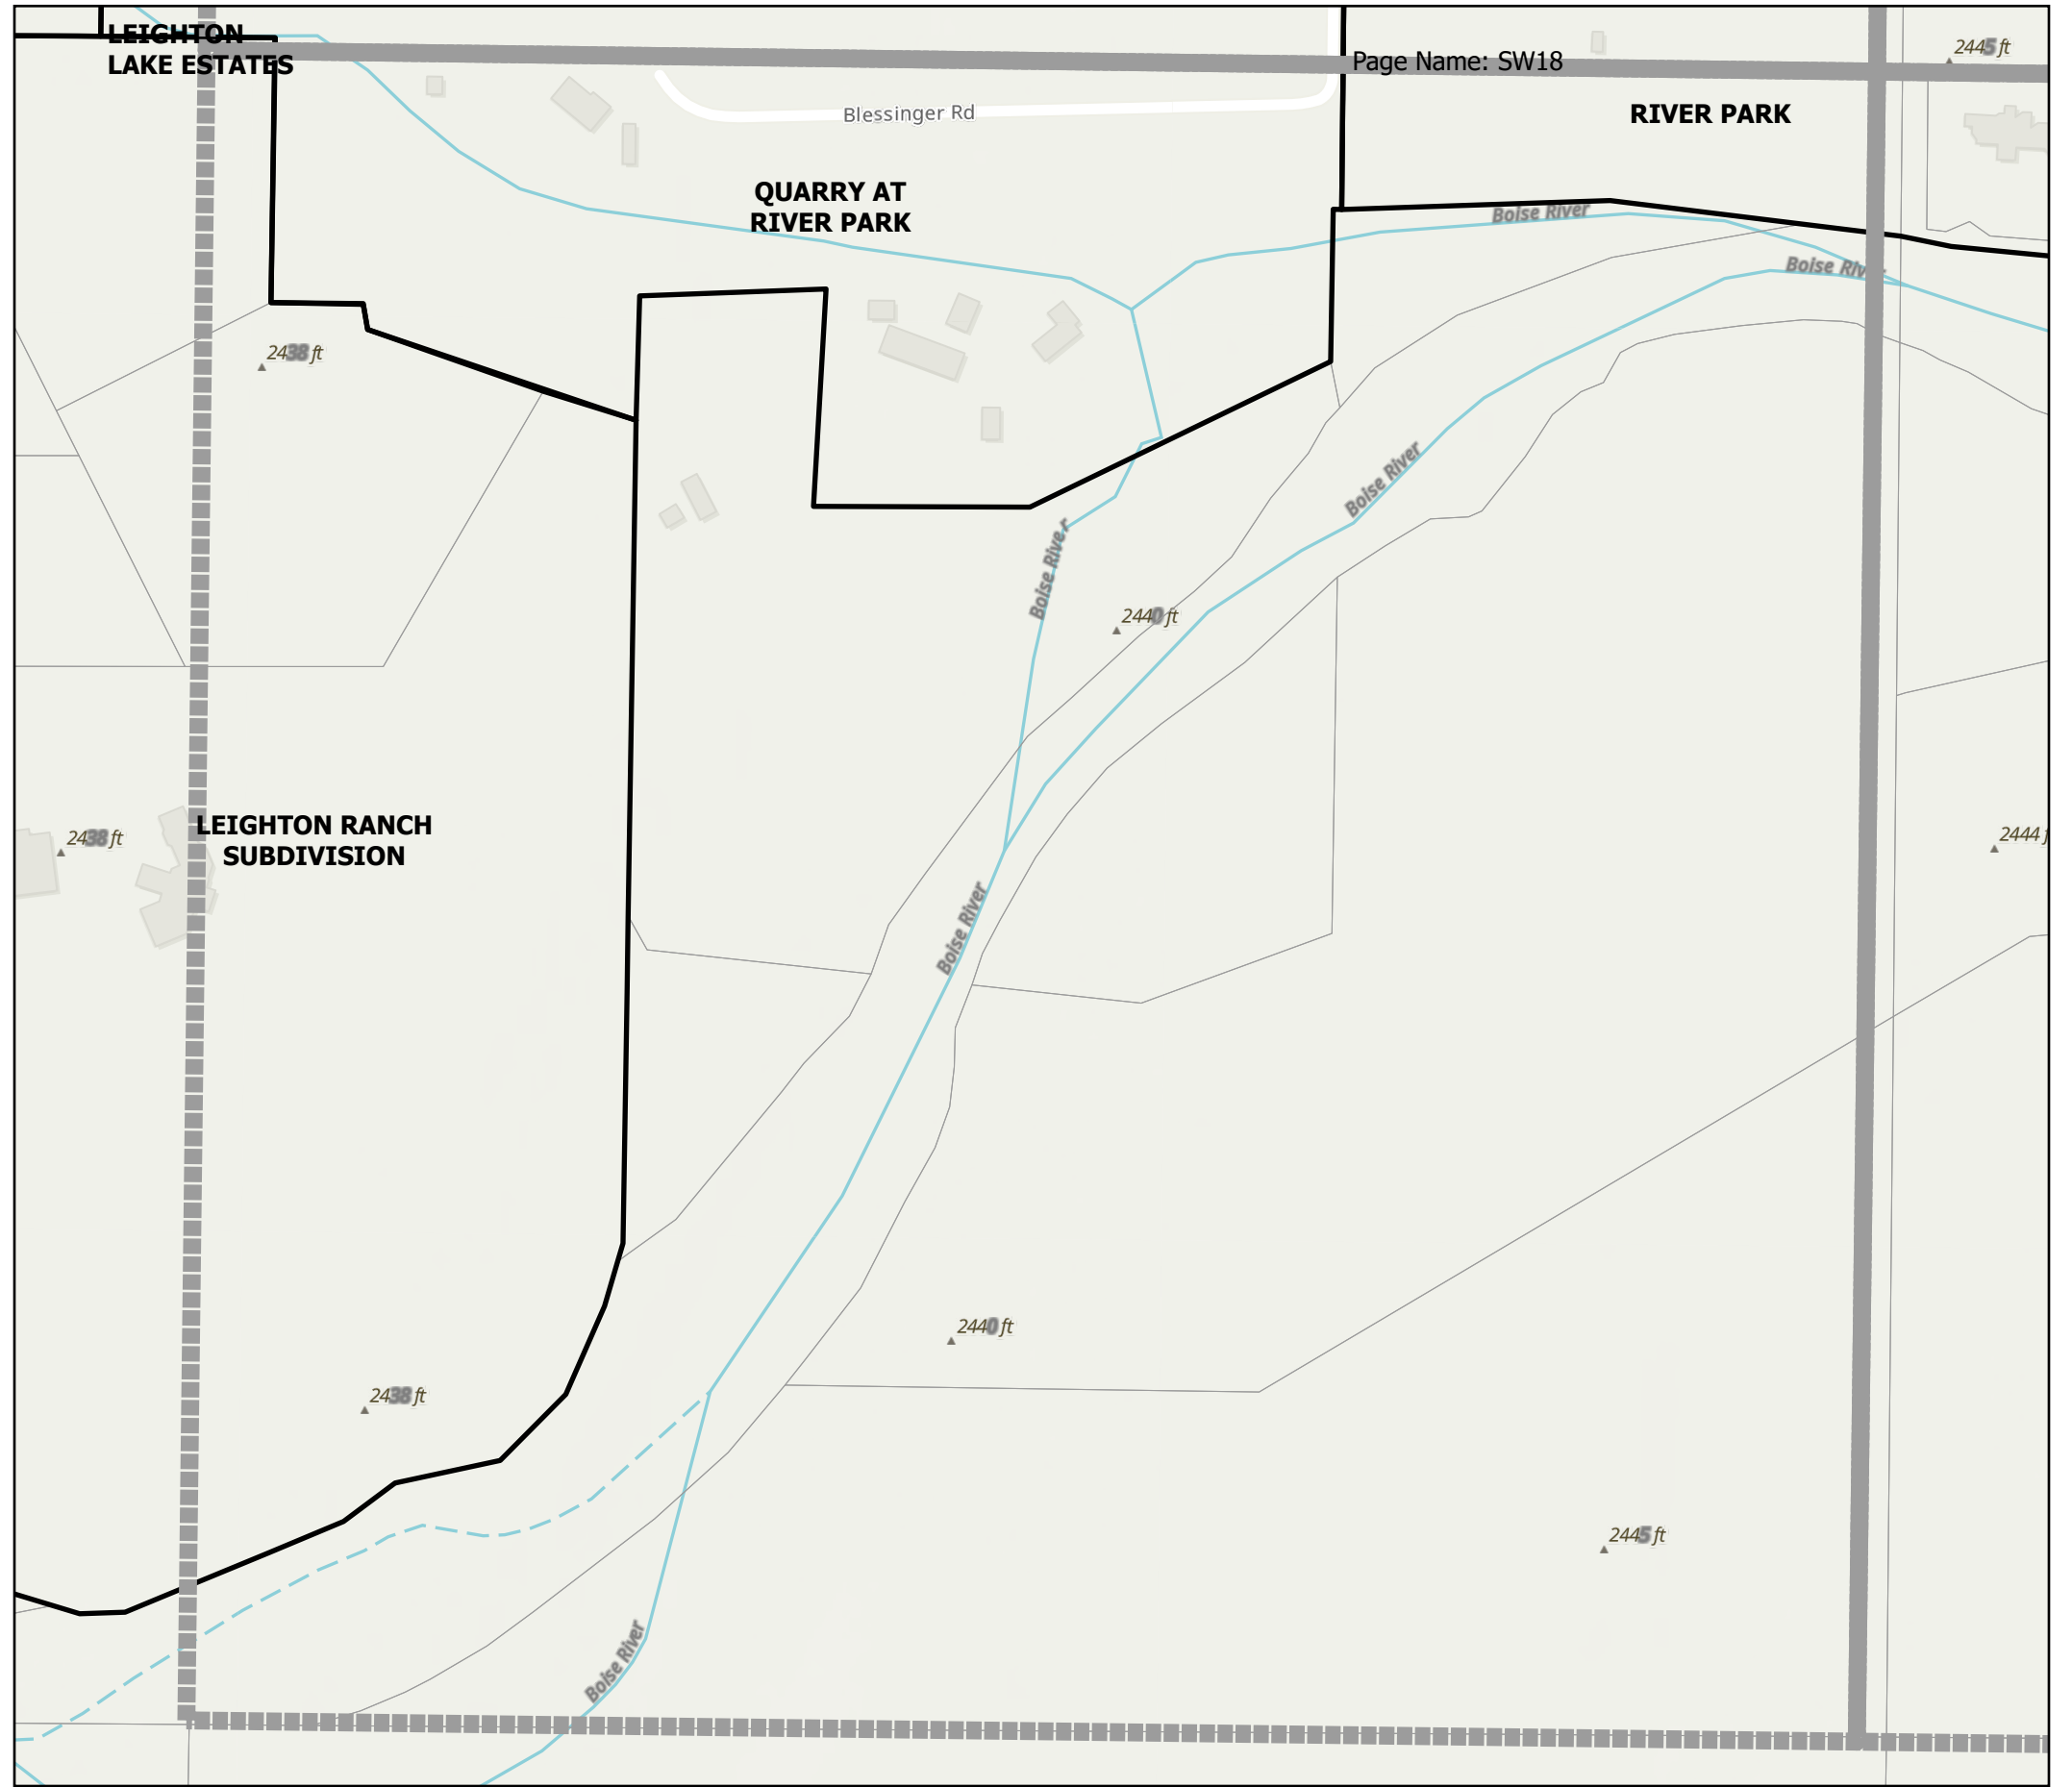 LEIGHTON
LAKE ESTATES
2445 ft
Page Name: SW18
Blessinger Rd
RIVER PARK
QUARRY AT
RIVER PARK
Boise River
Boise River
2438 ft
Boise River
Boise River
2440 ft
2438 ft
LEIGHTON RANCH
SUBDIVISION
2444 f
Boise River
2440 ft
2438 ft
2445 ft
Boise River